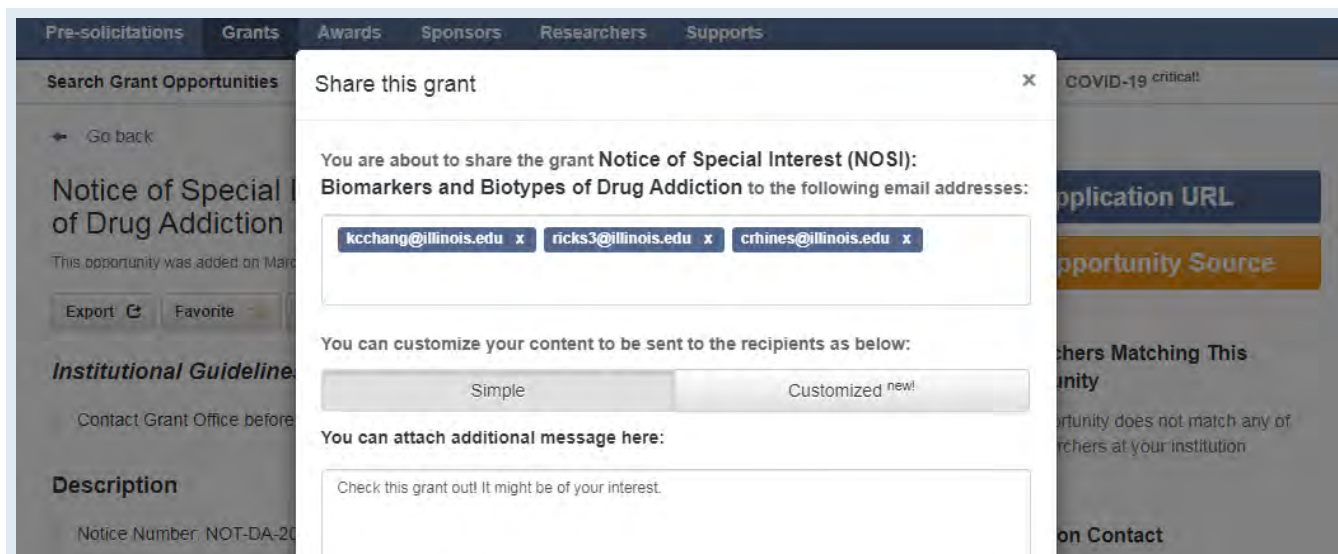 Pre-solicitations Grants Awards Sponsors Researchers Supports
Search Grant Opportunities
COVID-19 critical!
Share this grant ×
Go back
You are about to share the grant Notice of Special Interest (NOSI):
Biomarkers and Biotypes of Drug Addiction to the following email addresses:
Notice of Special I
of Drug Addiction
This opportunity was added on Marc
kcchang@illinois.edu x ricks3@illinois.edu x crhines@illinois.edu x
pplication URL
pportunity Source
Export Favorite
You can customize your content to be sent to the recipients as below:
Institutional Guideline
Simple Customized new!
chers Matching This
unity
Contact Grant Office before
ortunity does not match any of
rchers at your institution
You can attach additional message here:
Description
Check this grant out! It might be of your interest.
Notice Number: NOT-DA-20
on Contact